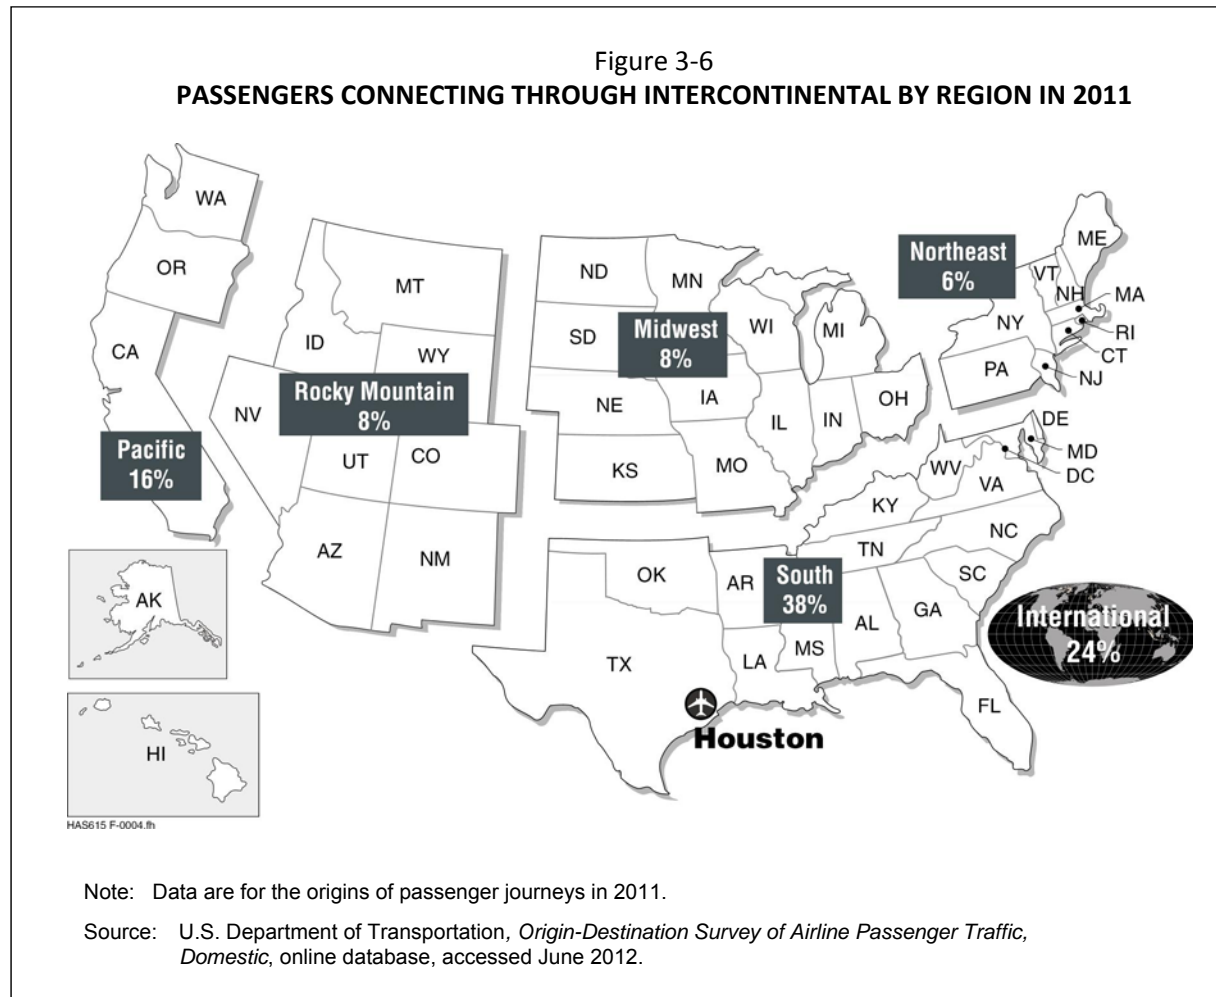 Figure 3-6
PASSENGERS CONNECTING THROUGH INTERCONTINENTAL BY REGION IN 2011
WA
OR
CA
Pacific
16%
MT
ID
WY
Rocky Mountain
8%
NV
UT
CO
AZ
NM
ND
MN
SD
Midwest
8%
WI
MI
NE
IA
IL
IN
OH
KS
MO
Northeast
6%
ME
VT
NH
MA
NY
RI
CT
PA
NJ
DE
MD
DC
WV
VA
KY
NC
TN
SC
OK
AR
South
38%
AL
GA
MS
TX
LA
FL
International
24%
Houston
AK
HI
HAS615 F-0004.fh
Note: Data are for the origins of passenger journeys in 2011.
Source: U.S. Department of Transportation, Origin-Destination Survey of Airline Passenger Traffic,
Domestic, online database, accessed June 2012.